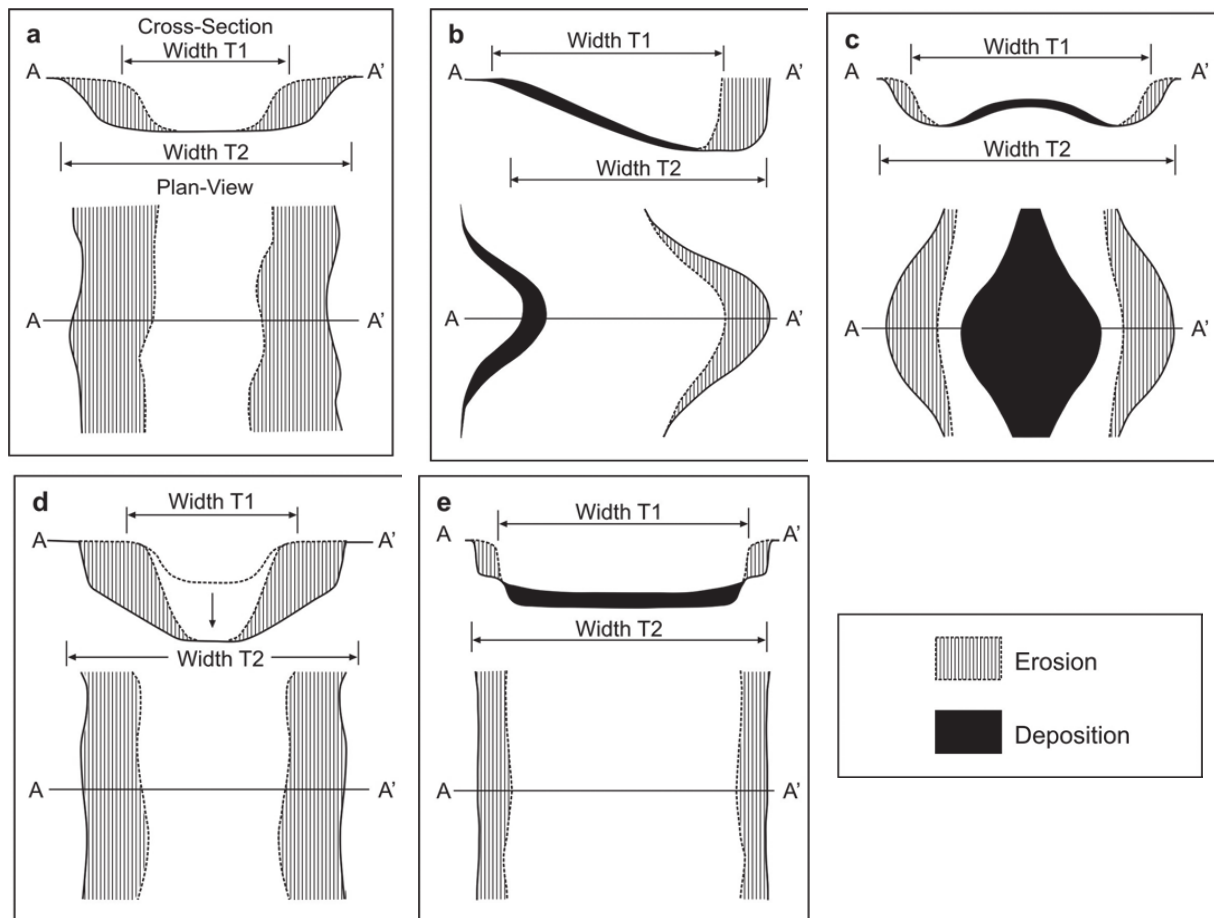 a
Cross-Section
Width T1
A A'
Width T2
Plan-View
A A'
b
Width T1
A A'
Width T2
A A'
c
Width T1
A A'
Width T2
A A'
d
Width T1
A A'
Width T2
A A'
e
Width T1
A A'
Width T2
A A'
Erosion
Deposition